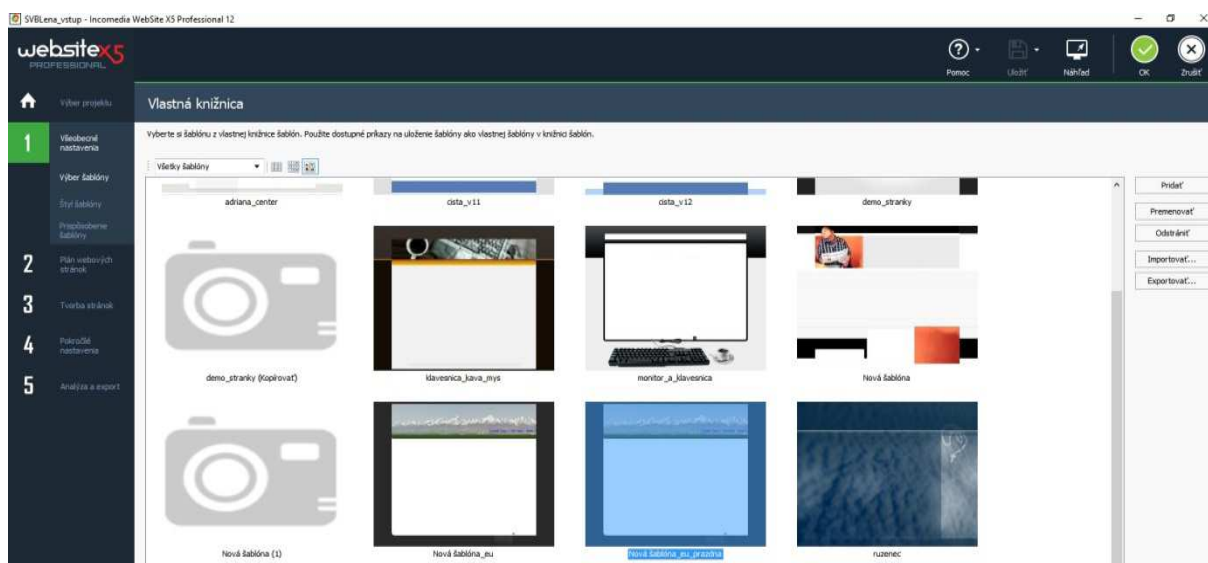 SVBLena_vstup - Incomedia WebSite X5 Professional 12
websitex5
PROFESSIONAL
Pomoc
Uložiť
Náhľad
OK
Zrušiť
Výber projektu
Vlastná knižnica
1
Všeobecné
nastavenia
Vyberte si šablónu z vlastnej knižnice šablón. Použite dostupné príkazy na uloženie šablóny ako vlastnej šablóny v knižnici šablón.
Všetky šablóny
Výber šablóny
Štýl šablóny
Prispôsobenie
šablóny
2
Plán webových
stránok
3
Tvorba stránok
4
Pokročilé
nastavenia
5
Analýza a export
adriana_center
cista_v11
cista_v12
demo_stranky
demo_stranky (Kopírovať)
klavesnica_kava_mys
monitor_a_klavesnica
Nová šablóna
Nová šablóna (1)
Nová šablóna_eu
Nová šablóna_eu_prazdna
ruzenec
Pridať
Premenovať
Odstrániť
Importovať...
Exportovať...